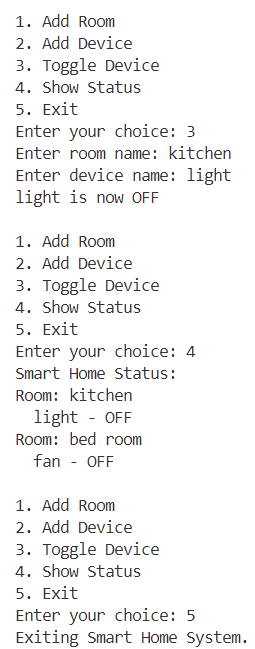 1. Add Room
2. Add Device
3. Toggle Device
4. Show Status
5. Exit
Enter your choice: 3
Enter room name: kitchen
Enter device name: light
light is now OFF

1. Add Room
2. Add Device
3. Toggle Device
4. Show Status
5. Exit
Enter your choice: 4
Smart Home Status:
Room: kitchen
  light - OFF
Room: bed room
  fan - OFF

1. Add Room
2. Add Device
3. Toggle Device
4. Show Status
5. Exit
Enter your choice: 5
Exiting Smart Home System.